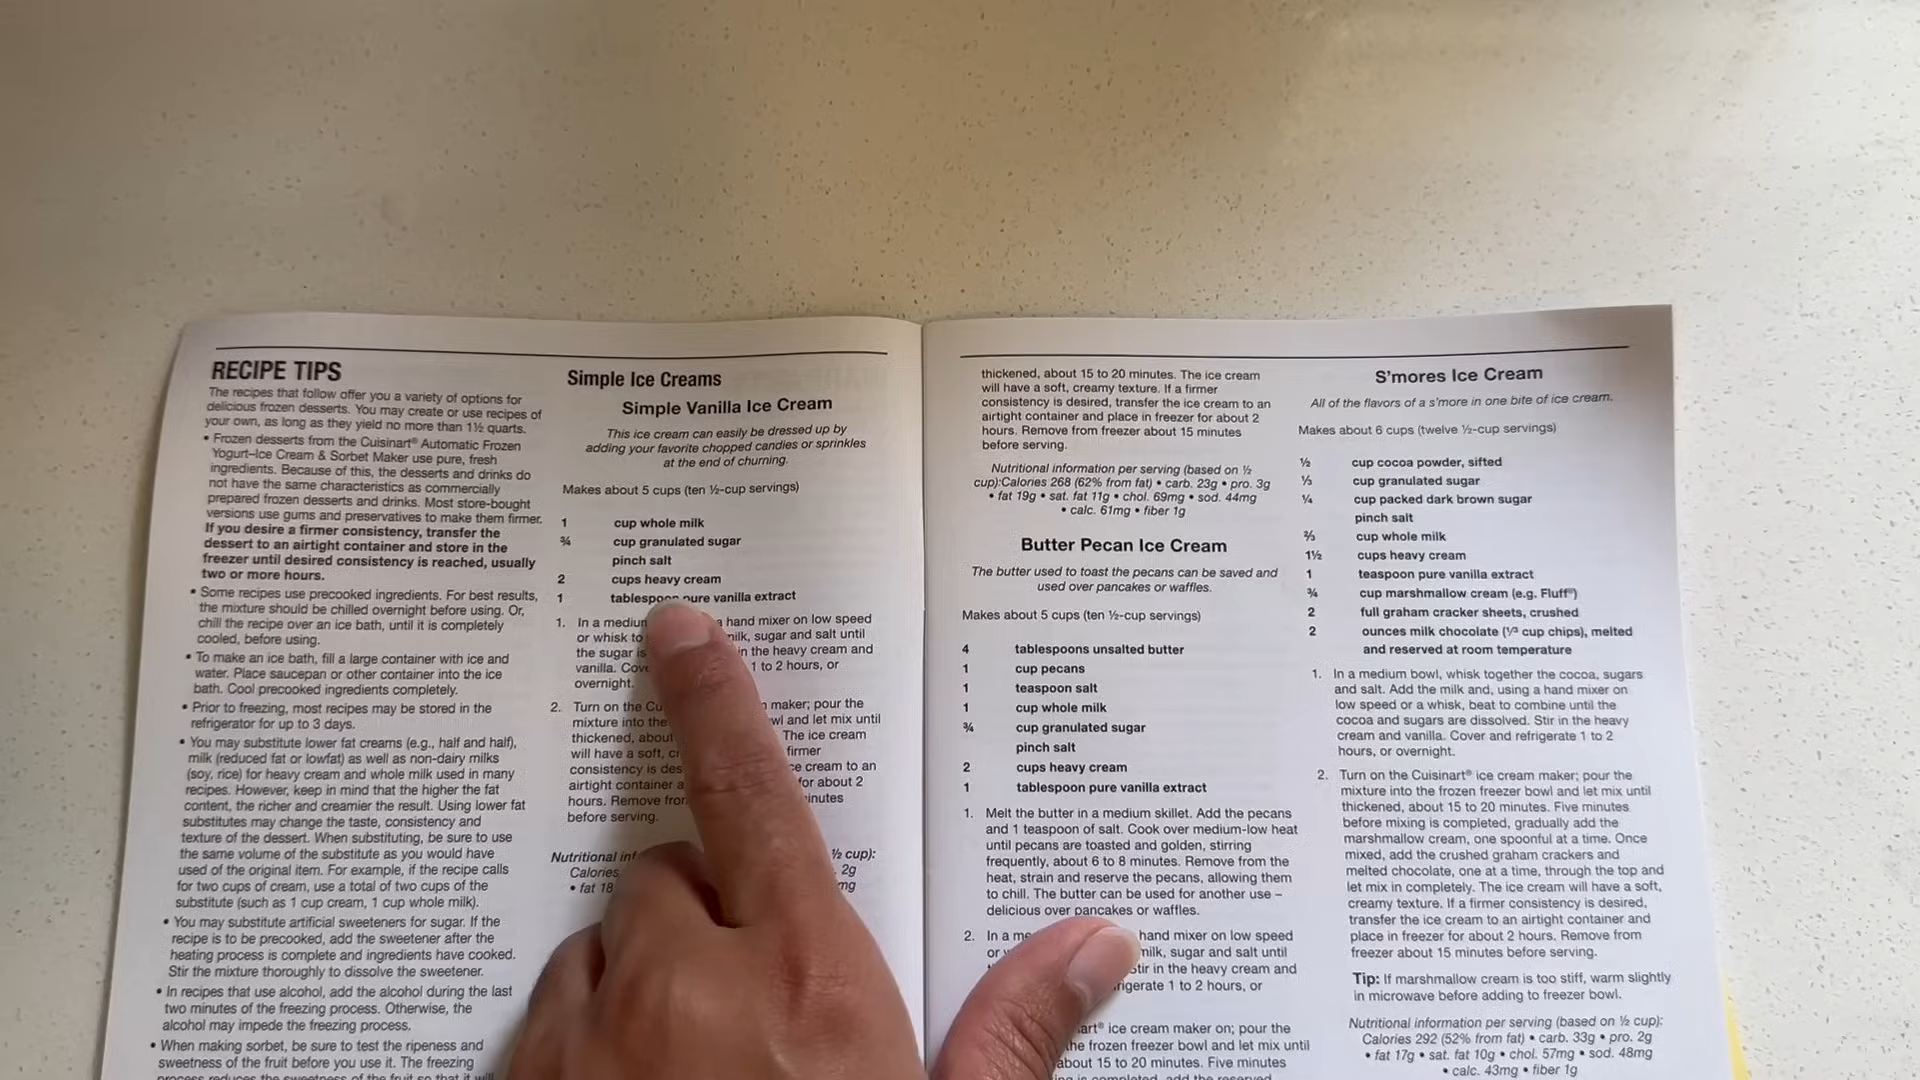 RECIPE TIPS
The recipes that follow offer you a variety of options for
delicious frozen desserts. You may create or use recipes of
your own, as long as they yield no more than 1½ quarts.
• Frozen desserts from the Cuisinart® Automatic Frozen
Yogurt–Ice Cream & Sorbet Maker use pure, fresh
ingredients. Because of this, the desserts and drinks do
not have the same characteristics as commercially
prepared frozen desserts and drinks. Most store-bought
versions use gums and preservatives to make them firmer.
If you desire a firmer consistency, transfer the
dessert to an airtight container and store in the
freezer until desired consistency is reached, usually
two or more hours.
• Some recipes use precooked ingredients. For best results,
the mixture should be chilled overnight before using. Or,
chill the recipe over an ice bath, until it is completely
cooled, before using.
• To make an ice bath, fill a large container with ice and
water. Place saucepan or other container into the ice
bath. Cool precooked ingredients completely.
• Prior to freezing, most recipes may be stored in the
refrigerator for up to 3 days.
• You may substitute lower fat creams (e.g., half and half),
milk (reduced fat or lowfat) as well as non-dairy milks
(soy, rice) for heavy cream and whole milk used in many
recipes. However, keep in mind that the higher the fat
content, the richer and creamier the result. Using lower fat
substitutes may change the taste, consistency and
texture of the dessert. When substituting, be sure to use
the same volume of the substitute as you would have
used of the original item. For example, if the recipe calls
for two cups of cream, use a total of two cups of the
substitute (such as 1 cup cream, 1 cup whole milk).
• You may substitute artificial sweeteners for sugar. If the
recipe is to be precooked, add the sweetener after the
heating process is complete and ingredients have cooked.
Stir the mixture thoroughly to dissolve the sweetener.
• In recipes that use alcohol, add the alcohol during the last
two minutes of the freezing process. Otherwise, the
alcohol may impede the freezing process.
• When making sorbet, be sure to test the ripeness and
sweetness of the fruit before you use it. The freezing
process reduces the sweetness of the fruit so that it will
Simple Ice Creams
Simple Vanilla Ice Cream
This ice cream can easily be dressed up by
adding your favorite chopped candies or sprinkles
at the end of churning.
Makes about 5 cups (ten ½-cup servings)
1 cup whole milk
¾ cup granulated sugar
pinch salt
2 cups heavy cream
1 tablespoon pure vanilla extract
1. In a medium hand mixer on low speed
or whisk to milk, sugar and salt until
the sugar is in the heavy cream and
vanilla. 1 to 2 hours, or
overnight.
2. Turn on the maker; pour the
mixture into the and let mix until
thickened, about The ice cream
will have a soft, firmer
consistency is ice cream to an
airtight container for about 2
hours. Remove
before serving.
Nutritional ½ cup):
Calories 2g
• fat 18
thickened, about 15 to 20 minutes. The ice cream
will have a soft, creamy texture. If a firmer
consistency is desired, transfer the ice cream to an
airtight container and place in freezer for about 2
hours. Remove from freezer about 15 minutes
before serving.
Nutritional information per serving (based on ½
cup):Calories 268 (62% from fat) • carb. 23g • pro. 3g
• fat 19g • sat. fat 11g • chol. 69mg • sod. 44mg
• calc. 61mg • fiber 1g
Butter Pecan Ice Cream
The butter used to toast the pecans can be saved and
used over pancakes or waffles.
Makes about 5 cups (ten ½-cup servings)
4 tablespoons unsalted butter
1 cup pecans
1 teaspoon salt
1 cup whole milk
¾ cup granulated sugar
pinch salt
2 cups heavy cream
1 tablespoon pure vanilla extract
1. Melt the butter in a medium skillet. Add the pecans
and 1 teaspoon of salt. Cook over medium-low heat
until pecans are toasted and golden, stirring
frequently, about 6 to 8 minutes. Remove from the
heat, strain and reserve the pecans, allowing them
to chill. The butter can be used for another use –
delicious over pancakes or waffles.
2. In a hand mixer on low speed
or milk, sugar and salt until
Stir in the heavy cream and
1 to 2 hours, or
ice cream maker on; pour the
the frozen freezer bowl and let mix until
about 15 to 20 minutes. Five minutes
is completed, add the reserved
S'mores Ice Cream
All of the flavors of a s'more in one bite of ice cream.
Makes about 6 cups (twelve ½-cup servings)
½ cup cocoa powder, sifted
⅓ cup granulated sugar
¼ cup packed dark brown sugar
pinch salt
⅔ cup whole milk
1½ cups heavy cream
1 teaspoon pure vanilla extract
¾ cup marshmallow cream (e.g. Fluff®)
2 full graham cracker sheets, crushed
2 ounces milk chocolate (⅓ cup chips), melted
and reserved at room temperature
1. In a medium bowl, whisk together the cocoa, sugars
and salt. Add the milk and, using a hand mixer on
low speed or a whisk, beat to combine until the
cocoa and sugars are dissolved. Stir in the heavy
cream and vanilla. Cover and refrigerate 1 to 2
hours, or overnight.
2. Turn on the Cuisinart® ice cream maker; pour the
mixture into the frozen freezer bowl and let mix until
thickened, about 15 to 20 minutes. Five minutes
before mixing is completed, gradually add the
marshmallow cream, one spoonful at a time. Once
mixed, add the crushed graham crackers and
melted chocolate, one at a time, through the top and
let mix in completely. The ice cream will have a soft,
creamy texture. If a firmer consistency is desired,
transfer the ice cream to an airtight container and
place in freezer for about 2 hours. Remove from
freezer about 15 minutes before serving.
Tip: If marshmallow cream is too stiff, warm slightly
in microwave before adding to freezer bowl.
Nutritional information per serving (based on ½ cup):
Calories 292 (52% from fat) • carb. 33g • pro. 2g
• fat 17g • sat. fat 10g • chol. 57mg • sod. 48mg
• calc. 43mg • fiber 1g